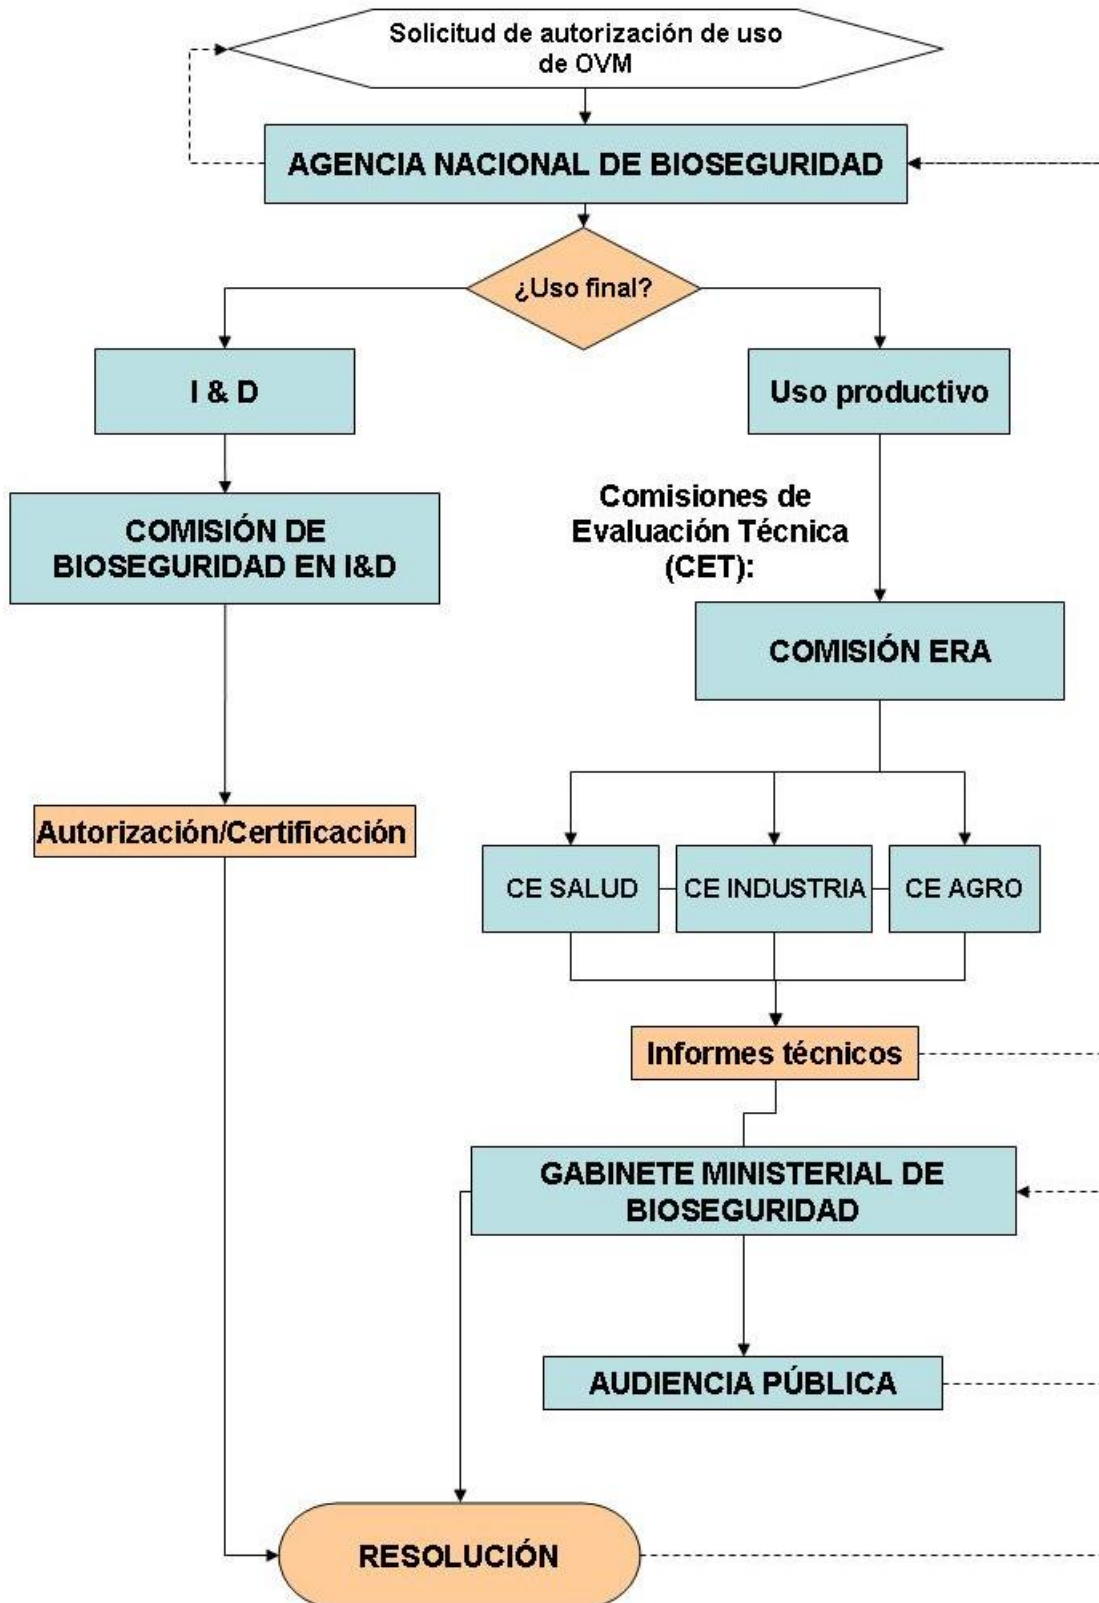 Solicitud de autorización de uso
de OVM
AGENCIA NACIONAL DE BIOSEGURIDAD
¿Uso final?
I & D
Uso productivo
COMISIÓN DE
BIOSEGURIDAD EN I&D
Comisiones de
Evaluación Técnica
(CET):
COMISIÓN ERA
Autorización/Certificación
CE SALUD
CE INDUSTRIA
CE AGRO
Informes técnicos
GABINETE MINISTERIAL DE
BIOSEGURIDAD
AUDIENCIA PÚBLICA
RESOLUCIÓN